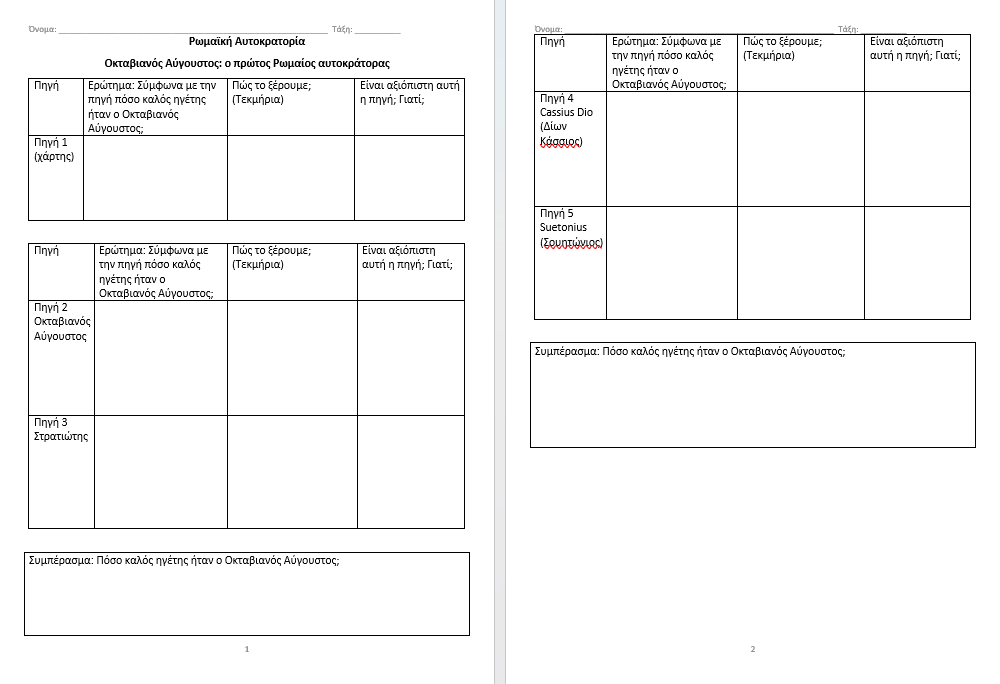 Όνομα: ________________________________________ Τάξη: __________
Ρωμαϊκή Αυτοκρατορία
Οκταβιανός Αύγουστος: ο πρώτος Ρωμαίος αυτοκράτορας
Πηγή
Ερώτημα: Σύμφωνα με την
πηγή πόσο καλός ηγέτης
ήταν ο Οκταβιανός
Αύγουστος;
Πώς το ξέρουμε;
(Τεκμήρια)
Είναι αξιόπιστη αυτή
η πηγή; Γιατί;
Πηγή 1
(χάρτης)
Πηγή
Ερώτημα: Σύμφωνα με
την πηγή πόσο καλός
ηγέτης ήταν ο
Οκταβιανός Αύγουστος;
Πώς το ξέρουμε;
(Τεκμήρια)
Είναι αξιόπιστη
αυτή η πηγή; Γιατί;
Πηγή 2
Οκταβιανός
Αύγουστος
Πηγή 3
Στρατιώτης
Συμπέρασμα: Πόσο καλός ηγέτης ήταν ο Οκταβιανός Αύγουστος;
1
Όνομα: ________________________________________ Τάξη: __________
Πηγή
Ερώτημα: Σύμφωνα με
την πηγή πόσο καλός
ηγέτης ήταν ο
Οκταβιανός Αύγουστος;
Πώς το ξέρουμε;
(Τεκμήρια)
Είναι αξιόπιστη
αυτή η πηγή; Γιατί;
Πηγή 4
Cassius Dio
(Δίων
Κάσσιος)
Πηγή 5
Suetonius
(Σουητώνιος)
Συμπέρασμα: Πόσο καλός ηγέτης ήταν ο Οκταβιανός Αύγουστος;
2